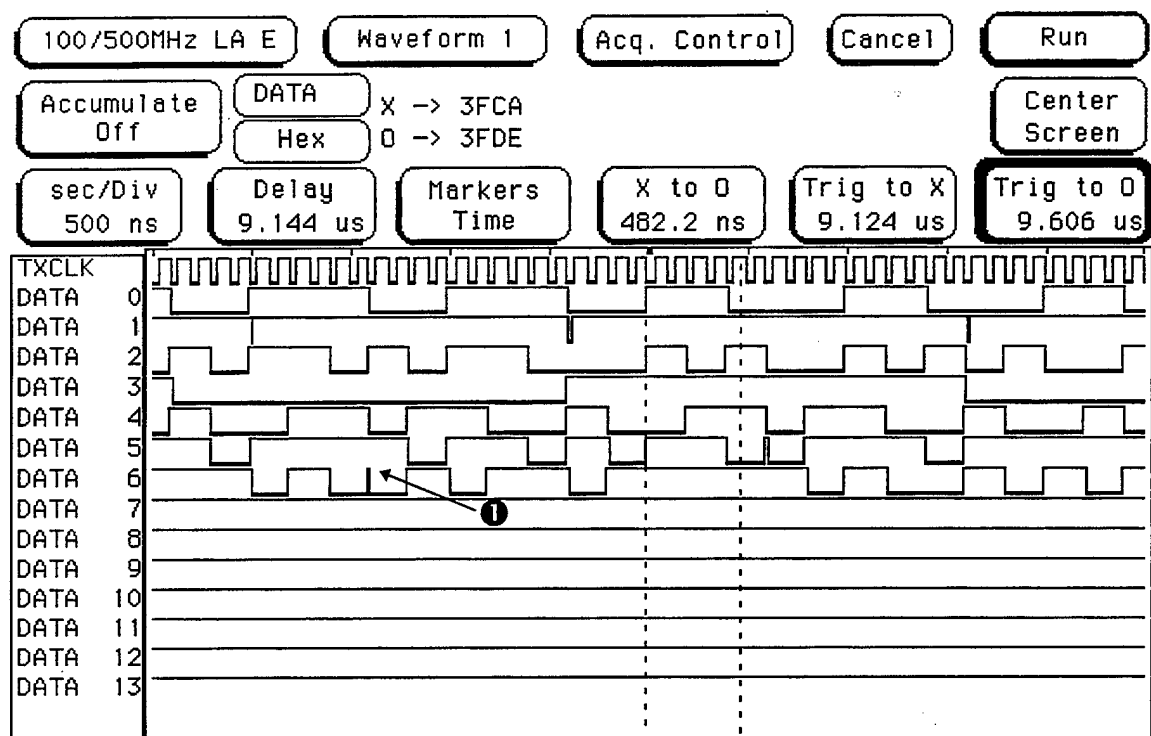 100/500MHz LA E Waveform 1 Acq. Control Cancel Run
Accumulate Off
DATA X -> 3FCA
Hex O -> 3FDE
Center Screen
sec/Div Delay Markers X to O Trig to X Trig to O
500 ns 9.144 us Time 482.2 ns 9.124 us 9.606 us
TXCLK
DATA 0
DATA 1
DATA 2
DATA 3
DATA 4
DATA 5
DATA 6
1
DATA 7
DATA 8
DATA 9
DATA 10
DATA 11
DATA 12
DATA 13